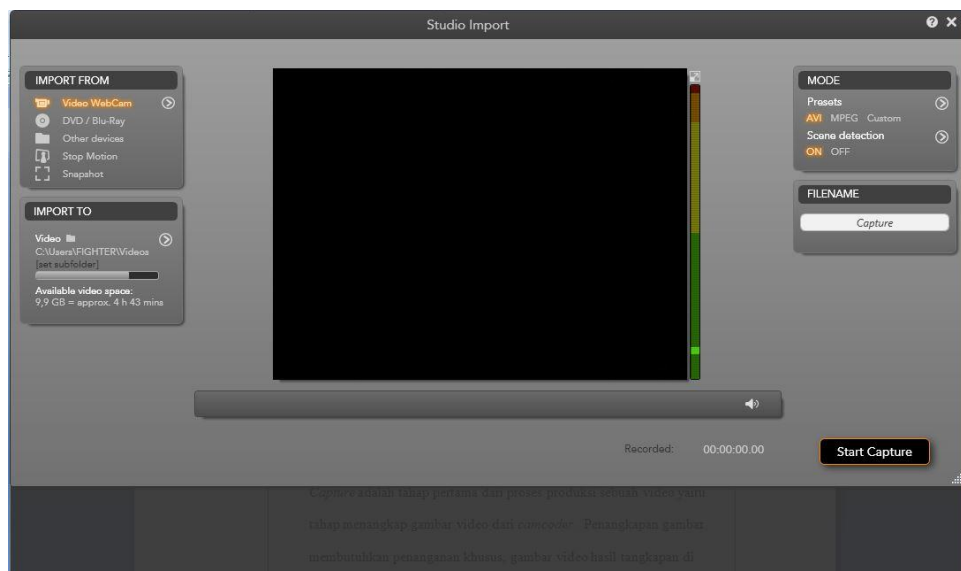 Studio Import
IMPORT FROM
Video WebCam
DVD / Blu-Ray
Other devices
Stop Motion
Snapshot
IMPORT TO
Video
C:\Users\FIGHTER\Videos
[set subfolder]
Available video space:
9,9 GB = approx. 4 h 43 mins
MODE
Presets
AVI MPEG Custom
Scene detection
ON OFF
FILENAME
Capture
Recorded: 00:00:00.00
Start Capture
Capture adalah tahap pertama dari proses produksi sebuah video yaitu
tahap menangkap gambar video dari camcorder. Penangkapan gambar
membutuhkan penanganan khusus, gambar video hasil tangkapan di